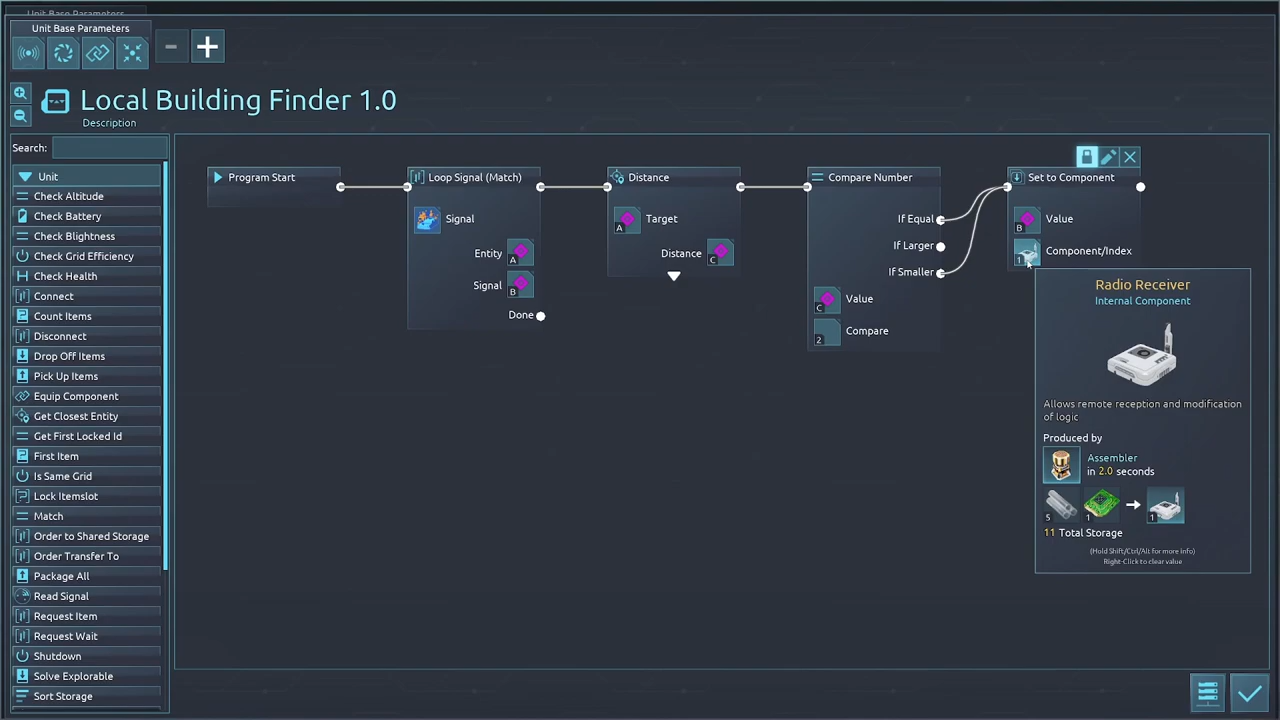 Unit Base Parameters
Unit Base Parameters
Local Building Finder 1.0
Description
Search:
Unit
Check Altitude
Check Battery
Check Blightness
Check Grid Efficiency
Check Health
Connect
Count Items
Disconnect
Drop Off Items
Pick Up Items
Equip Component
Get Closest Entity
Get First Locked Id
First Item
Is Same Grid
Lock Itemslot
Match
Order to Shared Storage
Order Transfer To
Package All
Read Signal
Request Item
Request Wait
Shutdown
Solve Explorable
Sort Storage
Program Start
Loop Signal (Match)
Signal
Entity
A
Signal
B
Done
Distance
A
Target
Distance
C
Compare Number
If Equal
If Larger
If Smaller
C
Value
2
Compare
Set to Component
B
Value
1
Component/Index
Radio Receiver
Internal Component
Allows remote reception and modification
of logic
Produced by
Assembler
in 2.0 seconds
5
1
1
11 Total Storage
(Hold Shift/Ctrl/Alt for more info)
Right-Click to clear value